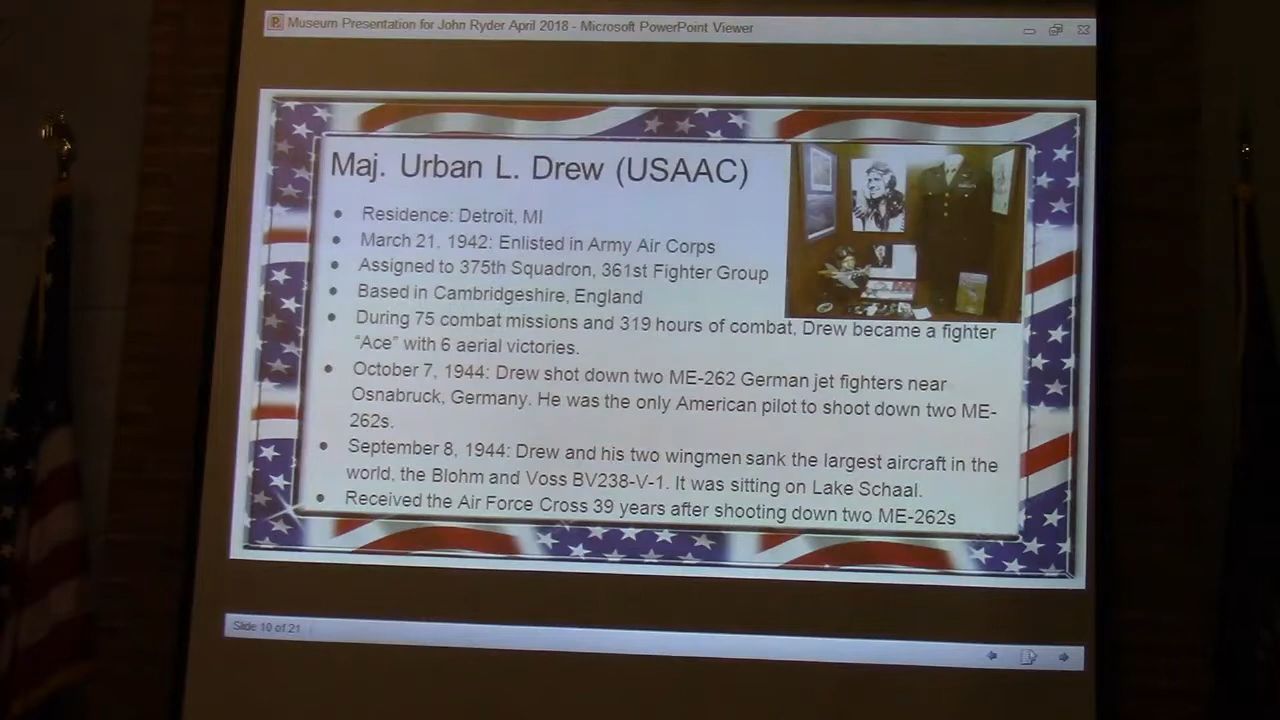 Museum Presentation for John Ryder April 2018 - Microsoft PowerPoint Viewer
Maj. Urban L. Drew (USAAC)
• Residence: Detroit, MI
• March 21, 1942: Enlisted in Army Air Corps
• Assigned to 375th Squadron, 361st Fighter Group
• Based in Cambridgeshire, England
• During 75 combat missions and 319 hours of combat, Drew became a fighter
“Ace” with 6 aerial victories.
• October 7, 1944: Drew shot down two ME-262 German jet fighters near
Osnabruck, Germany. He was the only American pilot to shoot down two ME-
262s.
• September 8, 1944: Drew and his two wingmen sank the largest aircraft in the
world, the Blohm and Voss BV238-V-1. It was sitting on Lake Schaal.
• Received the Air Force Cross 39 years after shooting down two ME-262s
Slide 10 of 21